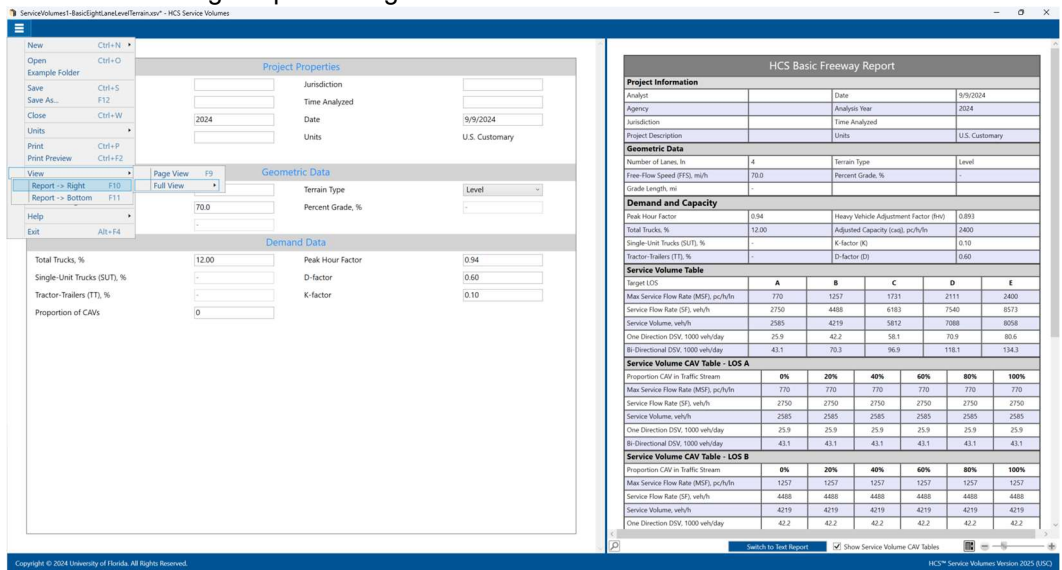 ServiceVolumes1-BasicEightLaneLevelTerrain.xsv* - HCS Service Volumes
New Ctrl+N
Open Ctrl+O
Example Folder
Save Ctrl+S
Save As... F12
Close Ctrl+W
Units
Print Ctrl+P
Print Preview Ctrl+F2
View
Page View F9
Report -> Right F10
Full View
Report -> Bottom F11
Help
Exit Alt+F4
Project Properties
Jurisdiction
Time Analyzed
2024 Date 9/9/2024
Units U.S. Customary
Geometric Data
Terrain Type Level
70.0 Percent Grade, % -
-
Demand Data
Total Trucks, % 12.00 Peak Hour Factor 0.94
Single-Unit Trucks (SUT), % - D-factor 0.60
Tractor-Trailers (TT), % - K-factor 0.10
Proportion of CAVs 0
HCS Basic Freeway Report
Project Information
Analyst Date 9/9/2024
Agency Analysis Year 2024
Jurisdiction Time Analyzed
Project Description Units U.S. Customary
Geometric Data
Number of Lanes, ln 4 Terrain Type Level
Free-Flow Speed (FFS), mi/h 70.0 Percent Grade, % -
Grade Length, mi -
Demand and Capacity
Peak Hour Factor 0.94 Heavy Vehicle Adjustment Factor (fHV) 0.893
Total Trucks, % 12.00 Adjusted Capacity (cadj), pc/h/ln 2400
Single-Unit Trucks (SUT), % - K-factor (K) 0.10
Tractor-Trailers (TT), % - D-factor (D) 0.60
Service Volume Table
Target LOS A B C D E
Max Service Flow Rate (MSF), pc/h/ln 770 1257 1731 2111 2400
Service Flow Rate (SF), veh/h 2750 4488 6183 7540 8573
Service Volume, veh/h 2585 4219 5812 7088 8058
One Direction DSV, 1000 veh/day 25.9 42.2 58.1 70.9 80.6
Bi-Directional DSV, 1000 veh/day 43.1 70.3 96.9 118.1 134.3
Service Volume CAV Table - LOS A
Proportion CAV in Traffic Stream 0% 20% 40% 60% 80% 100%
Max Service Flow Rate (MSF), pc/h/ln 770 770 770 770 770 770
Service Flow Rate (SF), veh/h 2750 2750 2750 2750 2750 2750
Service Volume, veh/h 2585 2585 2585 2585 2585 2585
One Direction DSV, 1000 veh/day 25.9 25.9 25.9 25.9 25.9 25.9
Bi-Directional DSV, 1000 veh/day 43.1 43.1 43.1 43.1 43.1 43.1
Service Volume CAV Table - LOS B
Proportion CAV in Traffic Stream 0% 20% 40% 60% 80% 100%
Max Service Flow Rate (MSF), pc/h/ln 1257 1257 1257 1257 1257 1257
Service Flow Rate (SF), veh/h 4488 4488 4488 4488 4488 4488
Service Volume, veh/h 4219 4219 4219 4219 4219 4219
One Direction DSV, 1000 veh/day 42.2 42.2 42.2 42.2 42.2 42.2
Switch to Text Report Show Service Volume CAV Tables
Copyright © 2024 University of Florida. All Rights Reserved. HCS™ Service Volumes Version 2025 (USC)